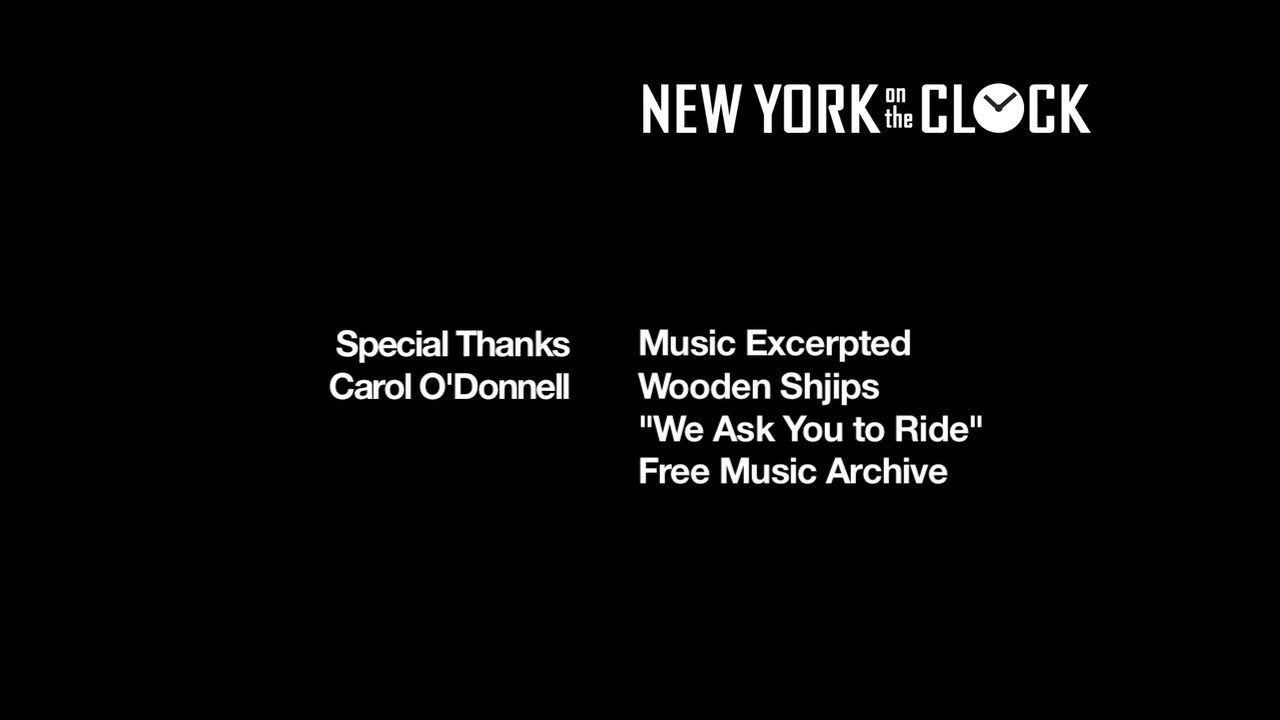 NEW YORK on the CLOCK
Special Thanks
Carol O'Donnell
Music Excerpted
Wooden Shjips
"We Ask You to Ride"
Free Music Archive